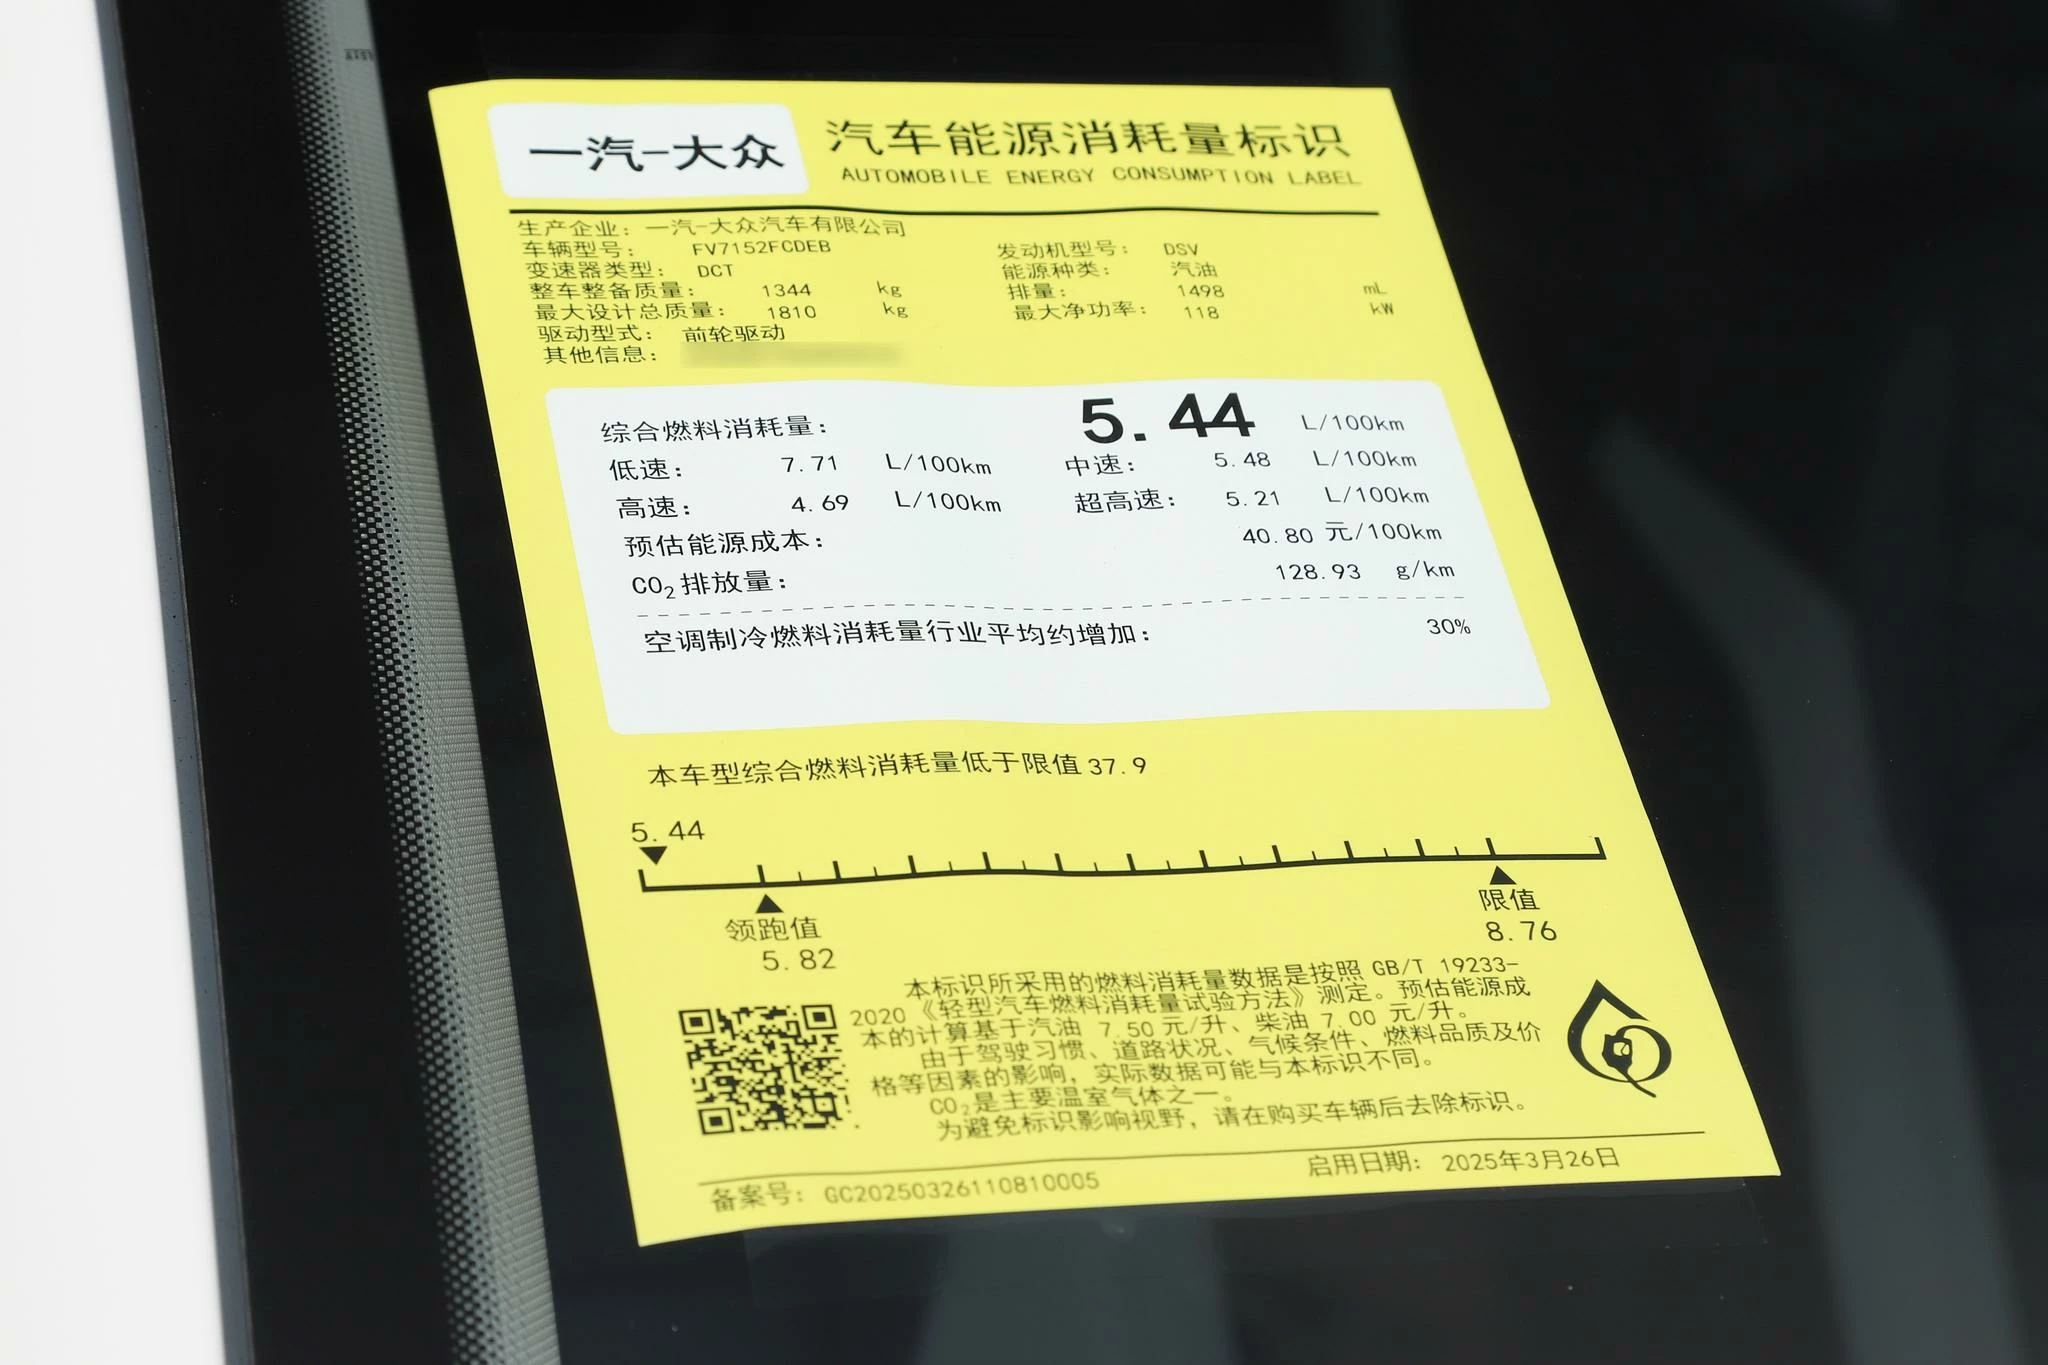 一汽-大众
汽车能源消耗量标识
AUTOMOBILE ENERGY CONSUMPTION LABEL
生产企业：一汽-大众汽车有限公司
车辆型号： FV7152FCDEB 发动机型号： DSV
变速器类型： DCT 能源种类： 汽油
整车整备质量： 1344 kg 排量： 1498 mL
最大设计总质量： 1810 kg 最大净功率： 118 kW
驱动型式： 前轮驱动
其他信息：
综合燃料消耗量： 5.44 L/100km
低速： 7.71 L/100km 中速： 5.48 L/100km
高速： 4.69 L/100km 超高速： 5.21 L/100km
预估能源成本： 40.80 元/100km
CO₂排放量： 128.93 g/km
空调制冷燃料消耗量行业平均约增加： 30%
本车型综合燃料消耗量低于限值 37.9
5.44
领跑值 限值
5.82 8.76
本标识所采用的燃料消耗量数据是按照 GB/T 19233-
2020《轻型汽车燃料消耗量试验方法》测定。预估能源成
本的计算基于汽油 7.50 元/升、柴油 7.00 元/升。
由于驾驶习惯、道路状况、气候条件、燃料品质及价
格等因素的影响，实际数据可能与本标识不同。
CO₂是主要温室气体之一。
为避免标识影响视野，请在购买车辆后去除标识。
备案号： GC20250326110810005 启用日期： 2025年3月26日